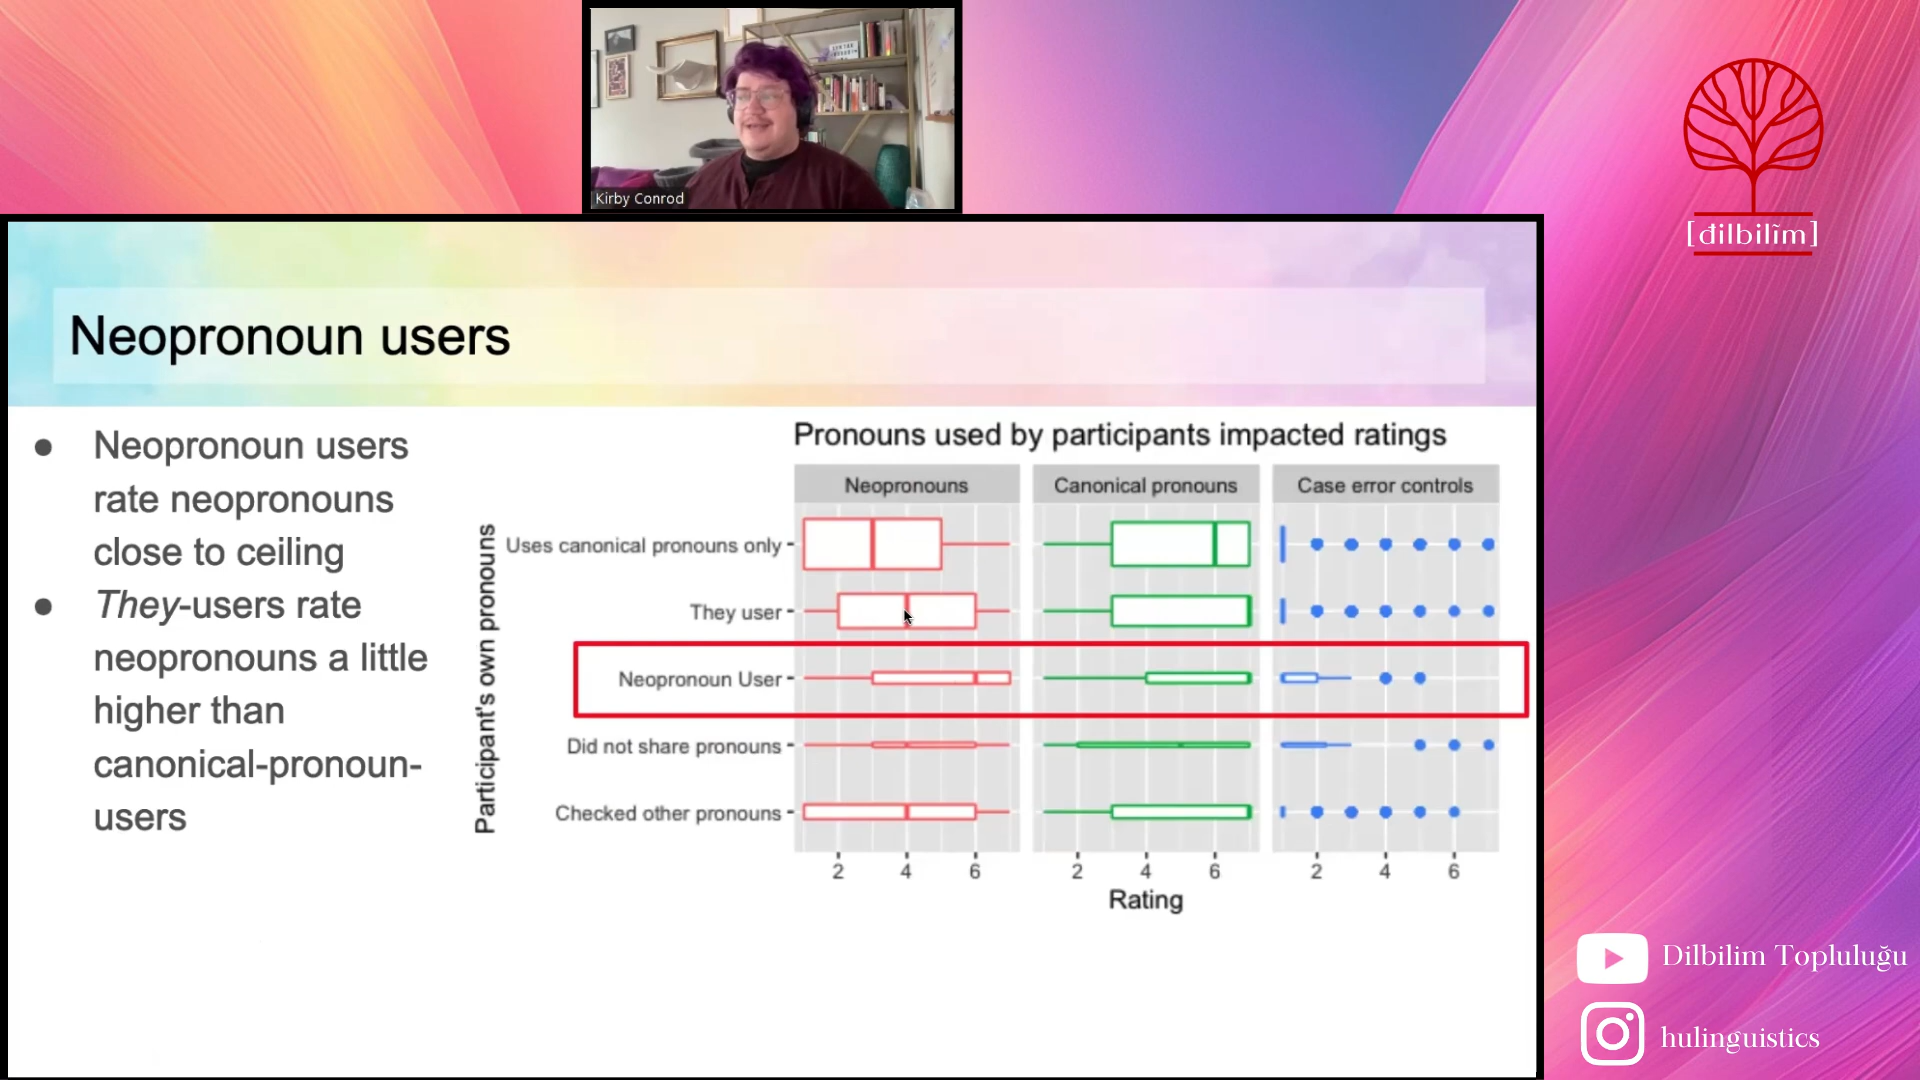 Kirby Conrod
[đilbilim]
Neopronoun users
● Neopronoun users
rate neopronouns
close to ceiling
● They-users rate
neopronouns a little
higher than
canonical-pronoun-
users
Pronouns used by participants impacted ratings
Neopronouns
Canonical pronouns
Case error controls
Participant's own pronouns
Uses canonical pronouns only
They user
Neopronoun User
Did not share pronouns
Checked other pronouns
2 4 6
2 4 6
2 4 6
Rating
Dilbilim Topluluğu
hulinguistics